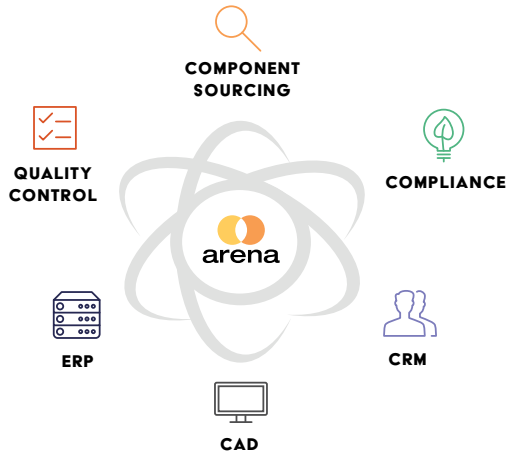 COMPONENT
SOURCING
QUALITY
CONTROL
COMPLIANCE
arena
ERP
CRM
CAD